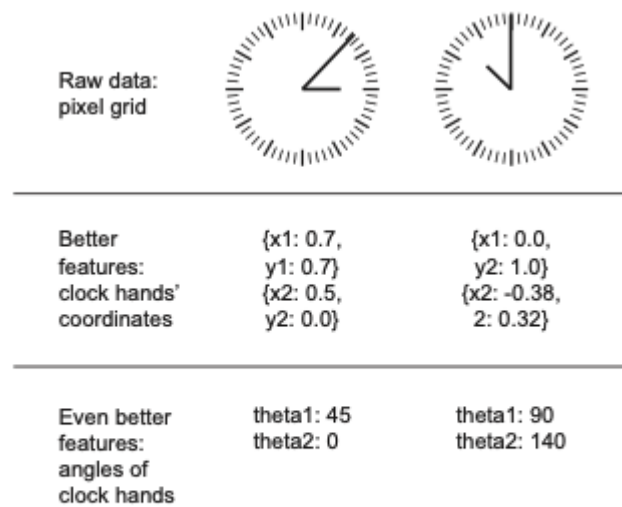 Raw data:
pixel grid
Better
features:
clock hands'
coordinates
{x1: 0.7,
y1: 0.7}
{x2: 0.5,
y2: 0.0}
{x1: 0.0,
y2: 1.0}
{x2: -0.38,
2: 0.32}
Even better
features:
angles of
clock hands
theta1: 45
theta2: 0
theta1: 90
theta2: 140